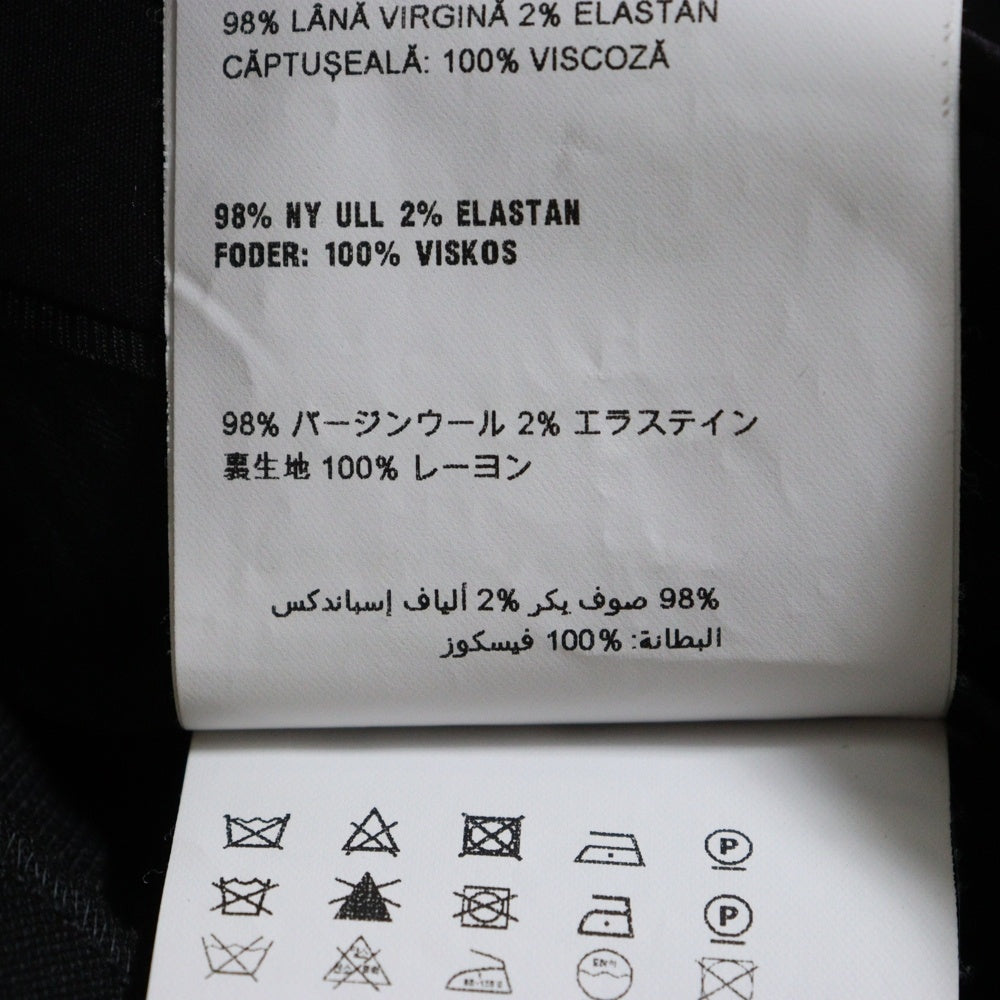 98% LÂNĂ VIRGINĂ 2% ELASTAN
CĂPTUȘEALĂ: 100% VISCOZĂ
98% NY ULL 2% ELASTAN
FODER: 100% VISKOS
98% バージンウール 2% エラステイン
裏生地 100% レーヨン
98% صوف بكر 2% ألياف إسباندكس
البطانة: 100% فيسكوز
P
P